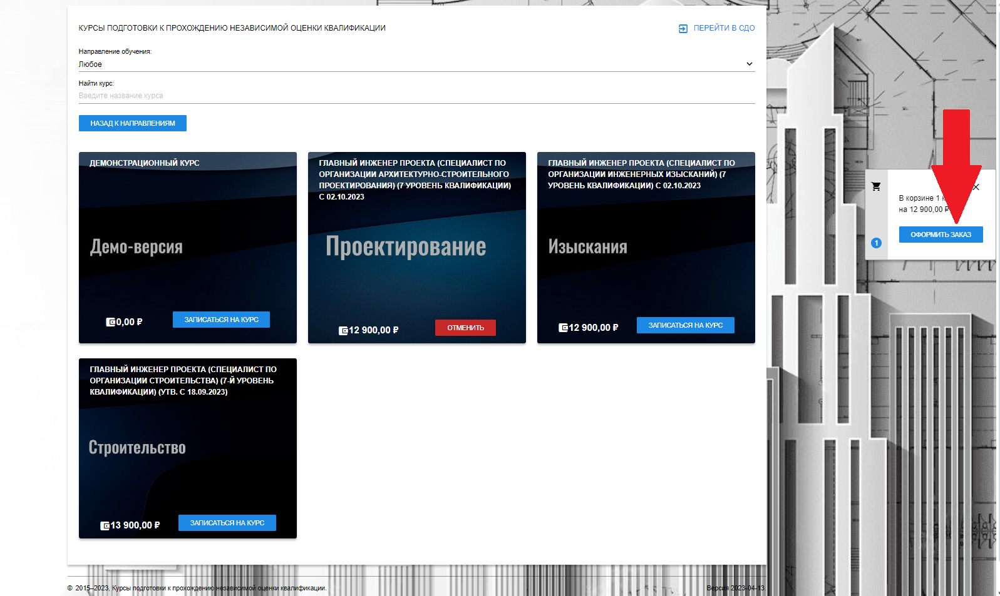 КУРСЫ ПОДГОТОВКИ К ПРОХОЖДЕНИЮ НЕЗАВИСИМОЙ ОЦЕНКИ КВАЛИФИКАЦИИ
ПЕРЕЙТИ В СДО
Направление обучения:
Любое
Найти курс:
Введите название курса
НАЗАД К НАПРАВЛЕНИЯМ
ДЕМОНСТРАЦИОННЫЙ КУРС
Демо-версия
0,00 ₽
ЗАПИСАТЬСЯ НА КУРС
ГЛАВНЫЙ ИНЖЕНЕР ПРОЕКТА (СПЕЦИАЛИСТ ПО
ОРГАНИЗАЦИИ АРХИТЕКТУРНО-СТРОИТЕЛЬНОГО
ПРОЕКТИРОВАНИЯ) (7 УРОВЕНЬ КВАЛИФИКАЦИИ)
С 02.10.2023
Проектирование
12 900,00 ₽
ОТМЕНИТЬ
ГЛАВНЫЙ ИНЖЕНЕР ПРОЕКТА (СПЕЦИАЛИСТ ПО
ОРГАНИЗАЦИИ ИНЖЕНЕРНЫХ ИЗЫСКАНИЙ) (7
УРОВЕНЬ КВАЛИФИКАЦИИ) С 02.10.2023
Изыскания
12 900,00 ₽
ЗАПИСАТЬСЯ НА КУРС
В корзине 1
на 12 900,00 ₽
1
ОФОРМИТЬ ЗАКАЗ
ГЛАВНЫЙ ИНЖЕНЕР ПРОЕКТА (СПЕЦИАЛИСТ ПО
ОРГАНИЗАЦИИ СТРОИТЕЛЬСТВА) (7-Й УРОВЕНЬ
КВАЛИФИКАЦИИ) (УТВ. С 18.09.2023)
Строительство
13 900,00 ₽
ЗАПИСАТЬСЯ НА КУРС
© 2015–2023, Курсы подготовки к прохождению независимой оценки квалификации.
Версия 2023-04-13